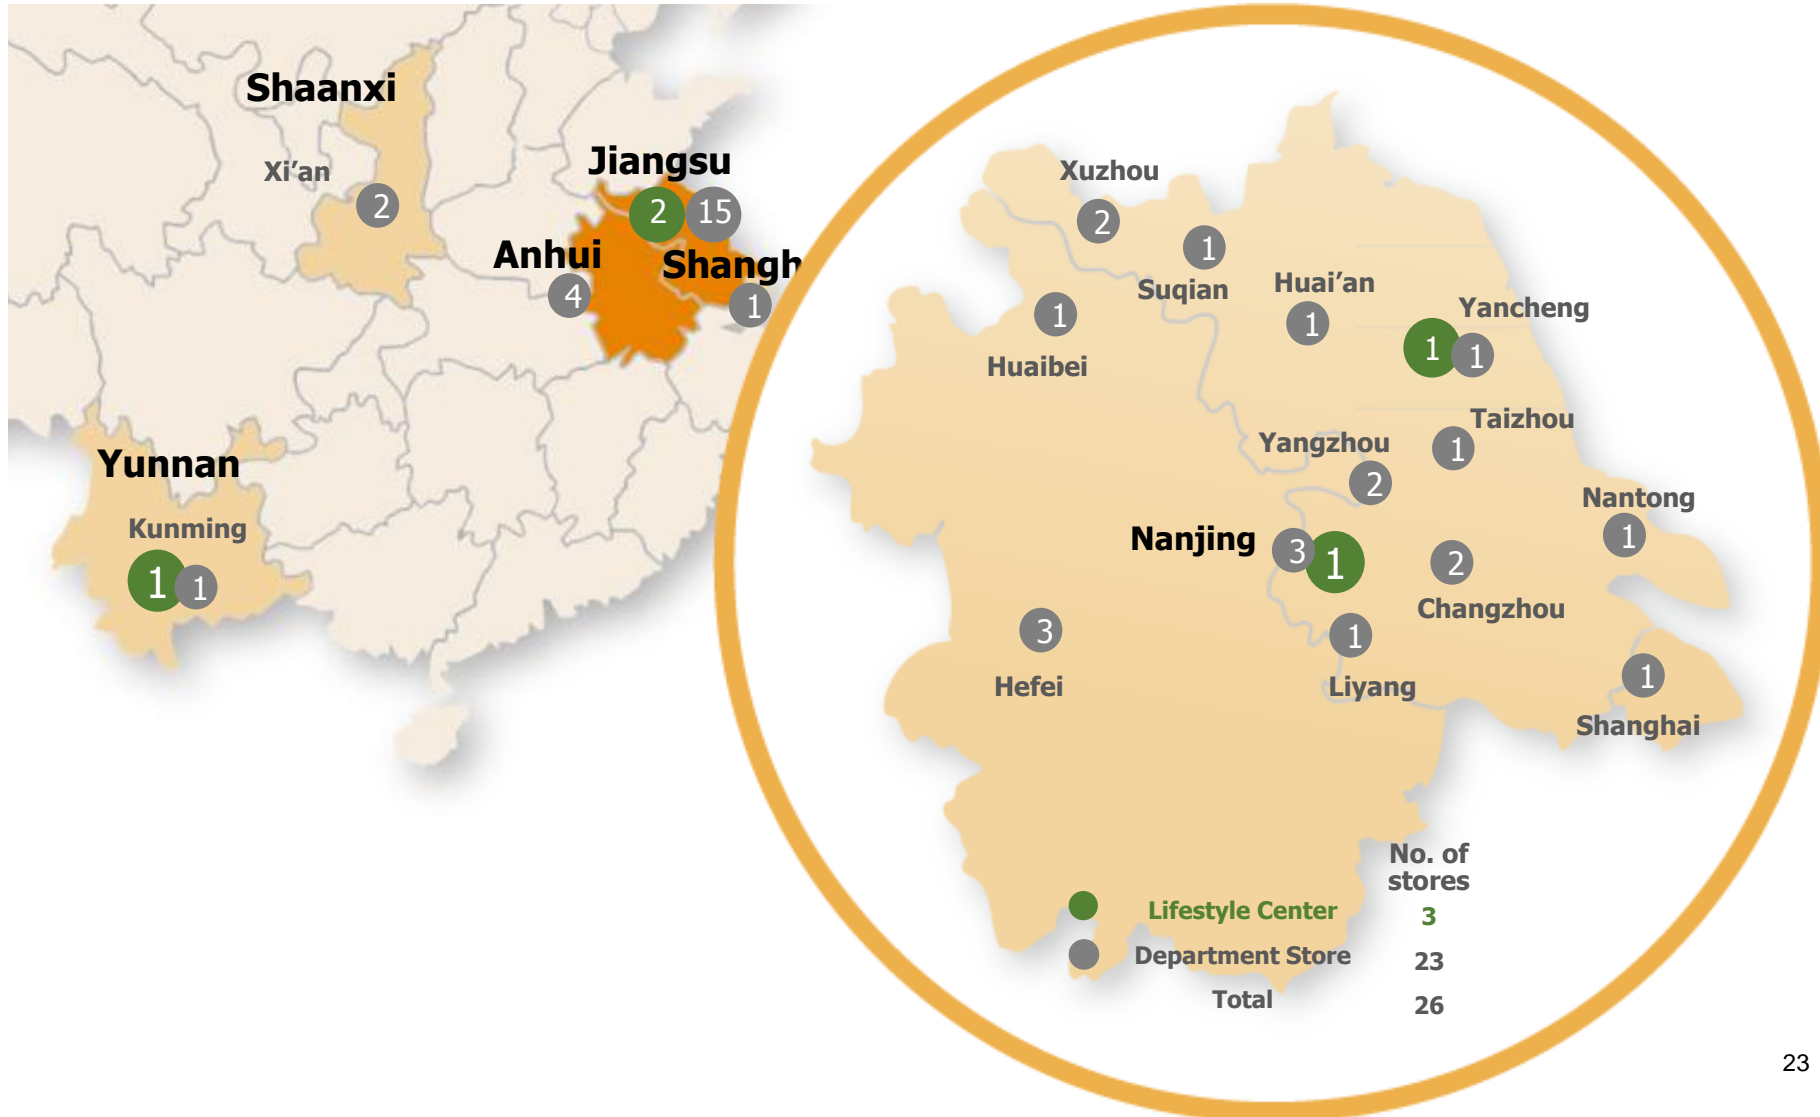 Shaanxi
Xi’an
2
Jiangsu
2
15
Anhui
4
Shangh
1
Yunnan
Kunming
1
1
Xuzhou
2
1
Suqian
Huai’an
1
Yancheng
1
1
1
Huaibei
Taizhou
1
Yangzhou
2
Nantong
1
Nanjing
3
1
2
Changzhou
3
Hefei
1
Liyang
1
Shanghai
No. of
stores
Lifestyle Center 3
Department Store 23
Total 26
23